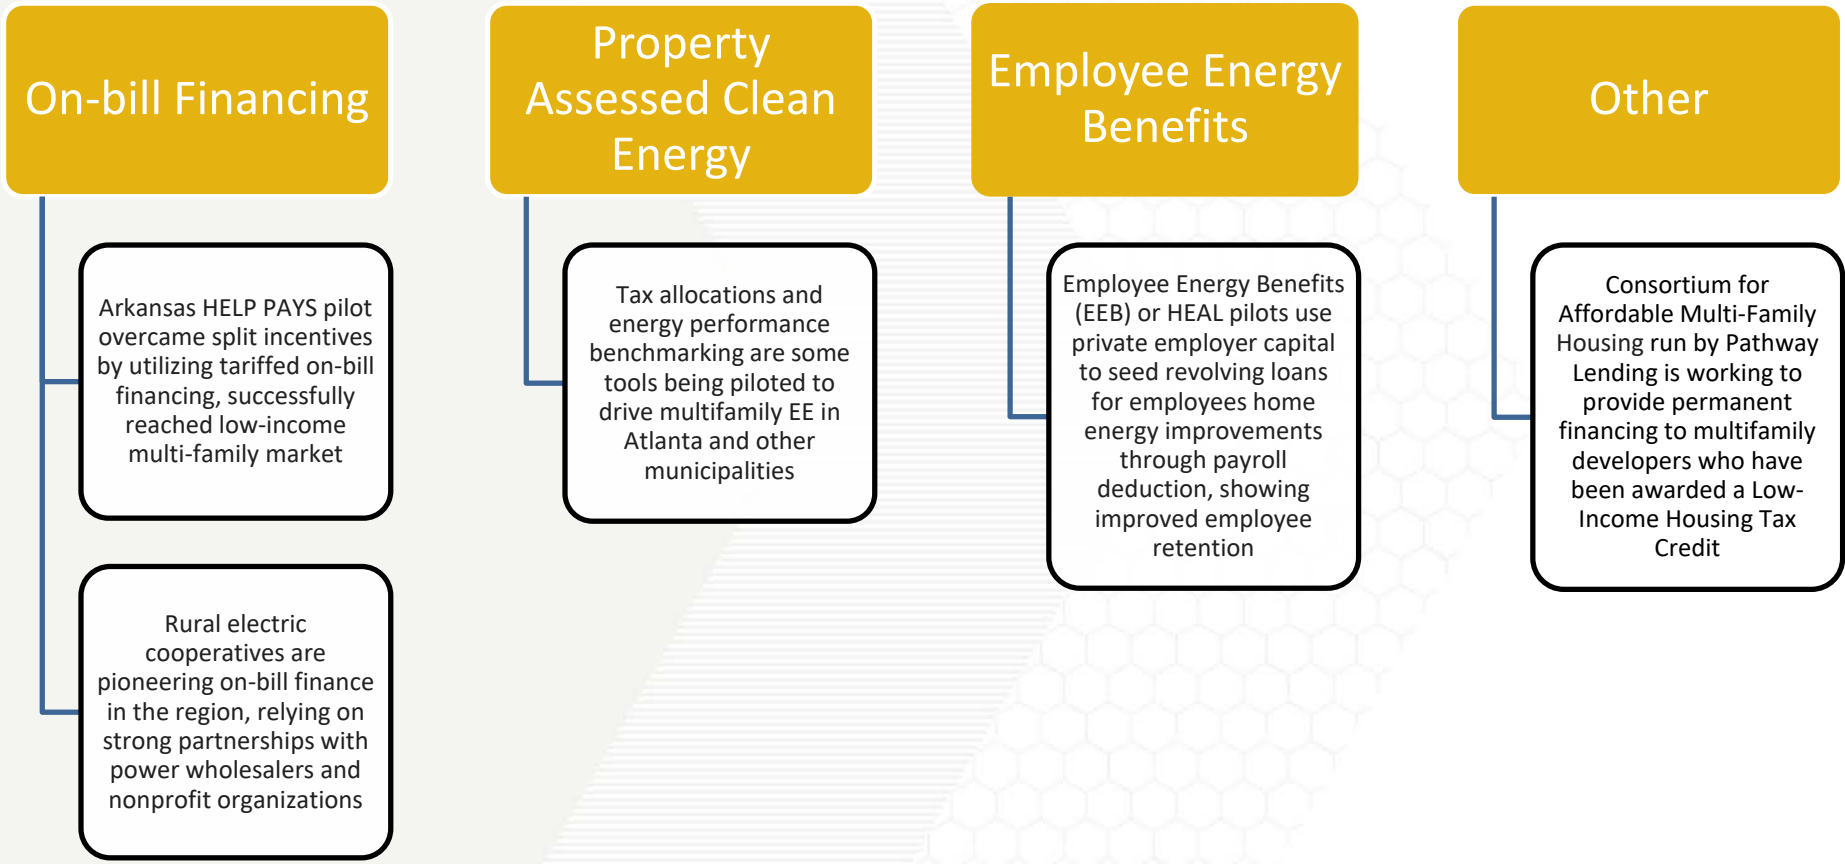 On-bill Financing
Arkansas HELP PAYS pilot
overcame split incentives
by utilizing tariffed on-bill
financing, successfully
reached low-income
multi-family market
Rural electric
cooperatives are
pioneering on-bill finance
in the region, relying on
strong partnerships with
power wholesalers and
nonprofit organizations
Property
Assessed Clean
Energy
Tax allocations and
energy performance
benchmarking are some
tools being piloted to
drive multifamily EE in
Atlanta and other
municipalities
Employee Energy
Benefits
Employee Energy Benefits
(EEB) or HEAL pilots use
private employer capital
to seed revolving loans
for employees home
energy improvements
through payroll
deduction, showing
improved employee
retention
Other
Consortium for
Affordable Multi-Family
Housing run by Pathway
Lending is working to
provide permanent
financing to multifamily
developers who have
been awarded a Low-
Income Housing Tax
Credit